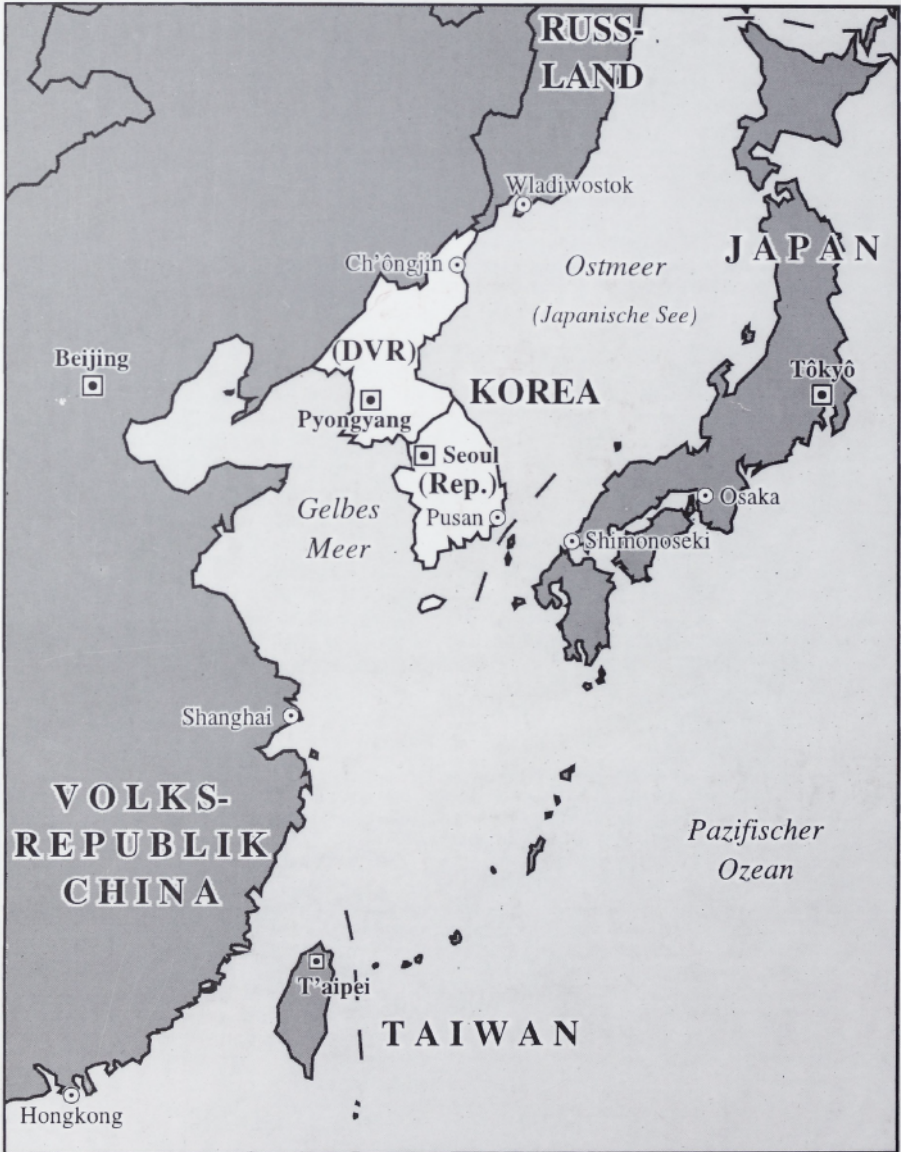 RUSS-
LAND
Wladiwostok
Ch'ôngjin
Ostmeer
(Japanische See)
JAPAN
(DVR)
Beijing
KOREA
Tôkyô
Pyongyang
Seoul
(Rep.)
Gelbes
Meer
Pusan
Osaka
Shimonoseki
Shanghai
VOLKS-
REPUBLIK
CHINA
Pazifischer
Ozean
T'aipei
TAIWAN
Hongkong